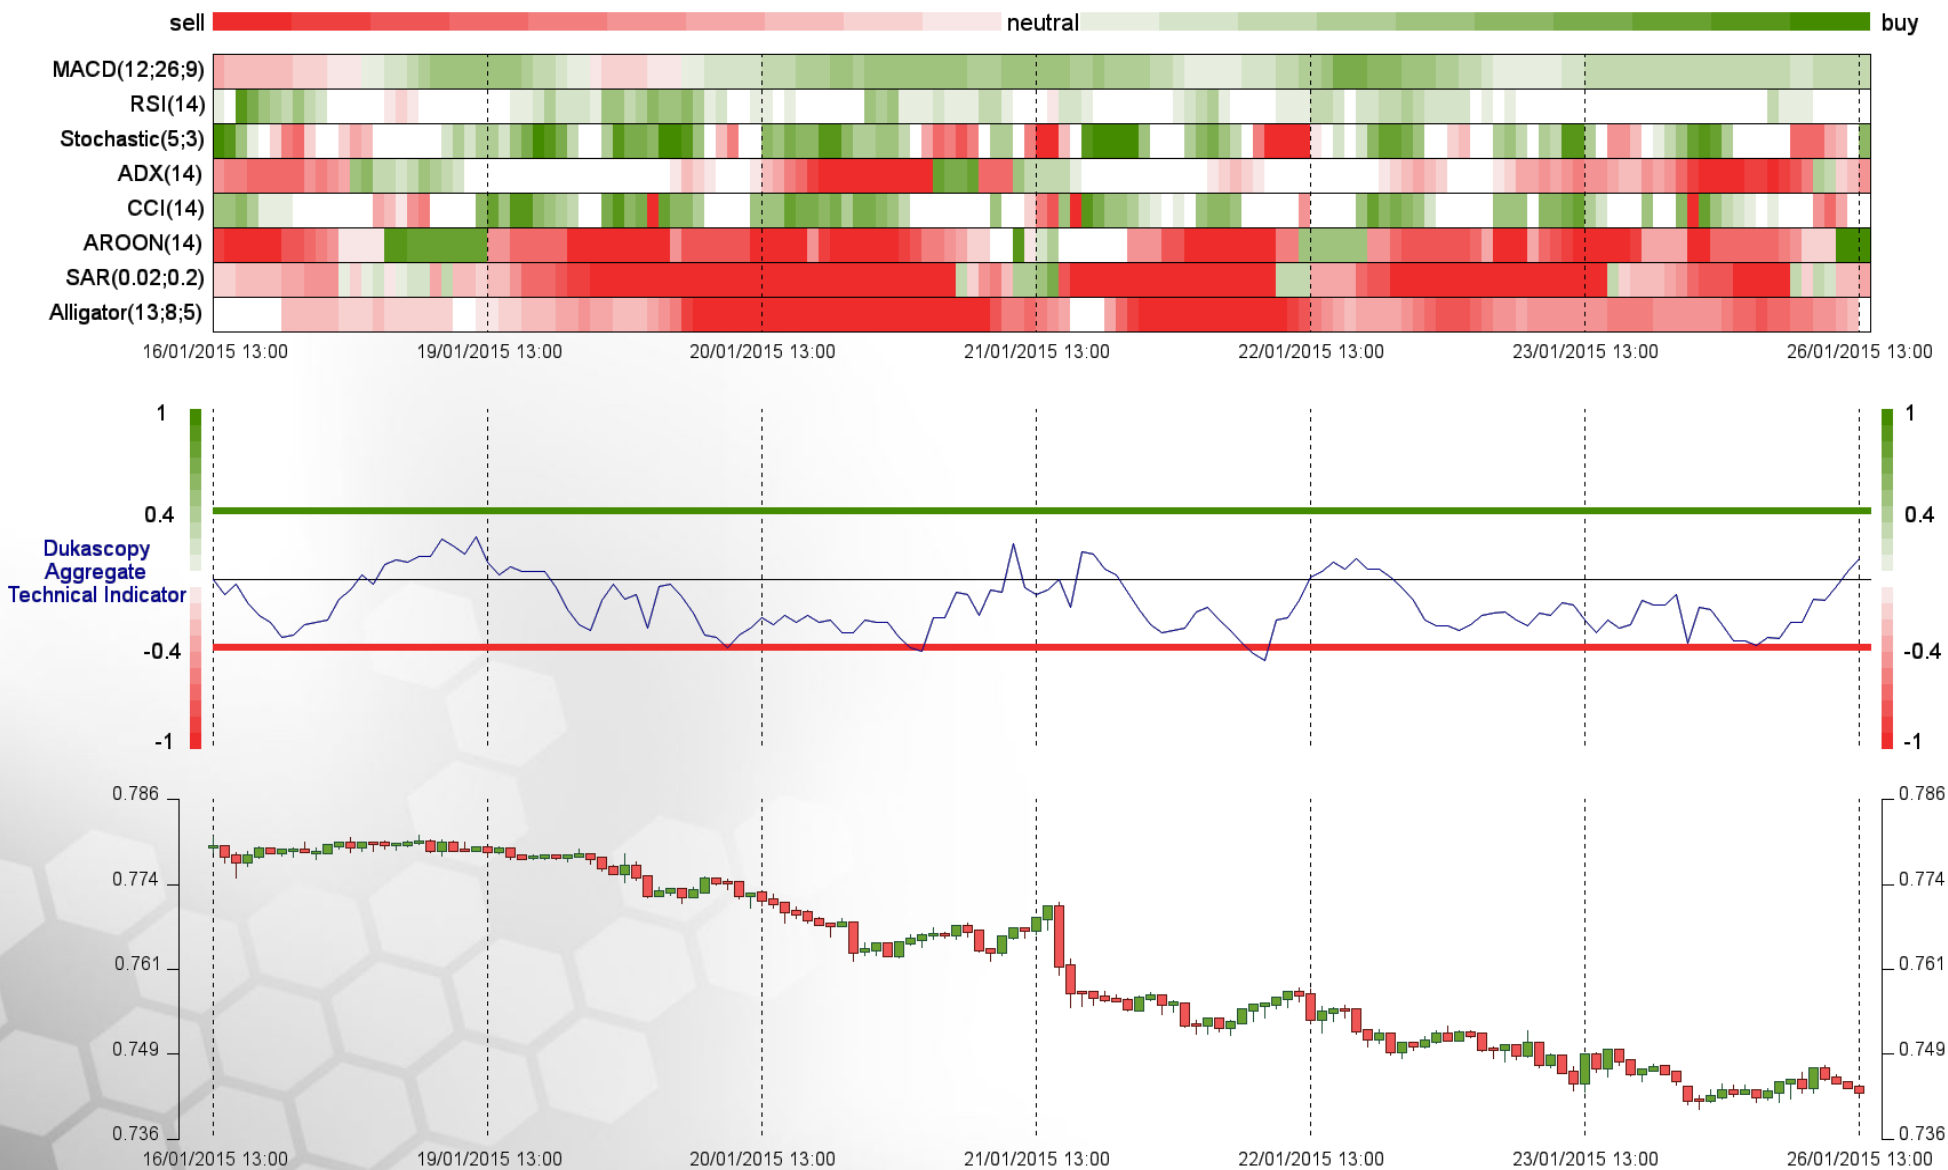 sell neutral buy
MACD(12;26;9)
RSI(14)
Stochastic(5;3)
ADX(14)
CCI(14)
AROON(14)
SAR(0.02;0.2)
Alligator(13;8;5)
16/01/2015 13:00 19/01/2015 13:00 20/01/2015 13:00 21/01/2015 13:00 22/01/2015 13:00 23/01/2015 13:00 26/01/2015 13:00
1 1
0.4 0.4
Dukascopy
Aggregate
Technical Indicator
-0.4 -0.4
-1 -1
0.786 0.786
0.774 0.774
0.761 0.761
0.749 0.749
0.736 0.736
16/01/2015 13:00 19/01/2015 13:00 20/01/2015 13:00 21/01/2015 13:00 22/01/2015 13:00 23/01/2015 13:00 26/01/2015 13:00